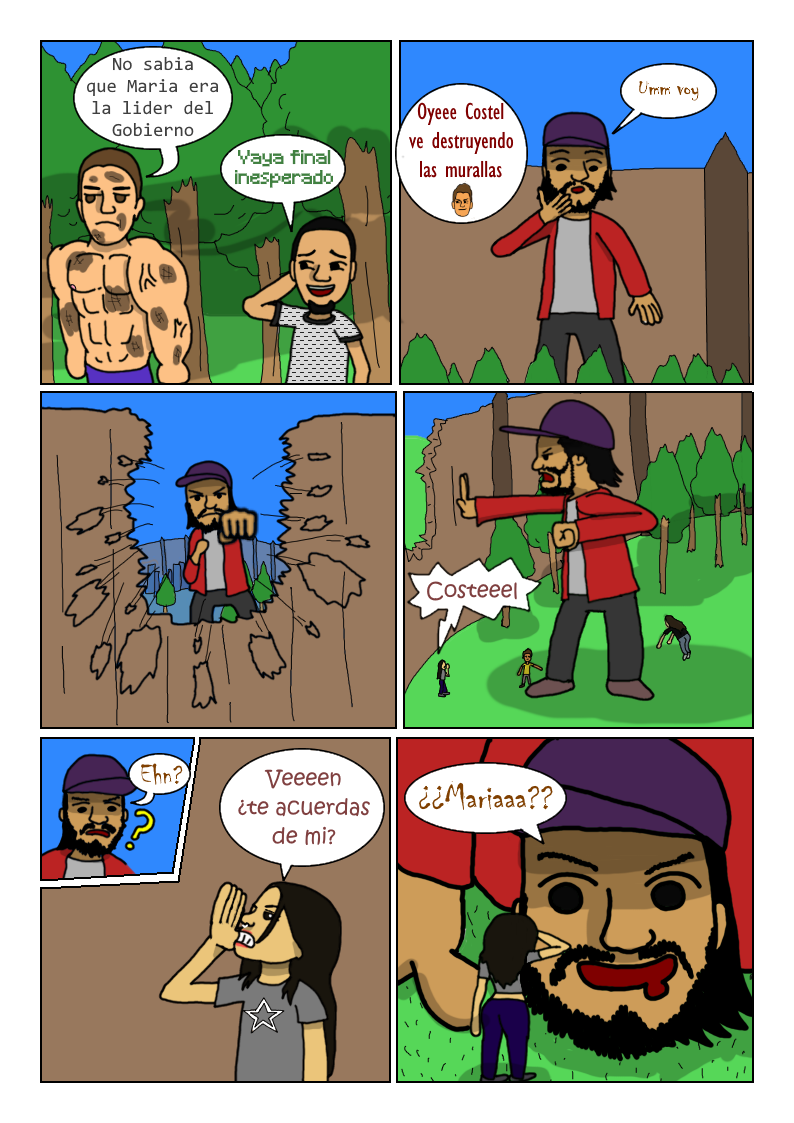 No sabia
que Maria era
la lider del
Gobierno
Vaya final
inesperado
Oyeee Costel
ve destruyendo
las murallas
Umm voy
Costeeel
Ehn?
?
Veeeen
¿te acuerdas
de mi?
¿¿Mariaaa??